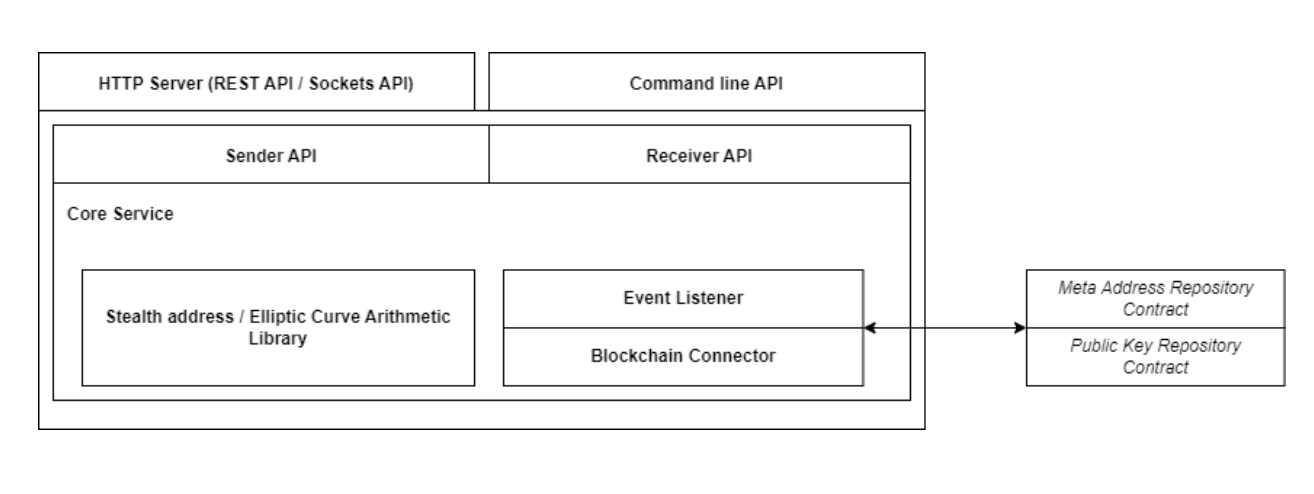 HTTP Server (REST API / Sockets API)
Command line API
Sender API
Receiver API
Core Service
Stealth address / Elliptic Curve Arithmetic
Library
Event Listener
Blockchain Connector
Meta Address Repository
Contract
Public Key Repository
Contract